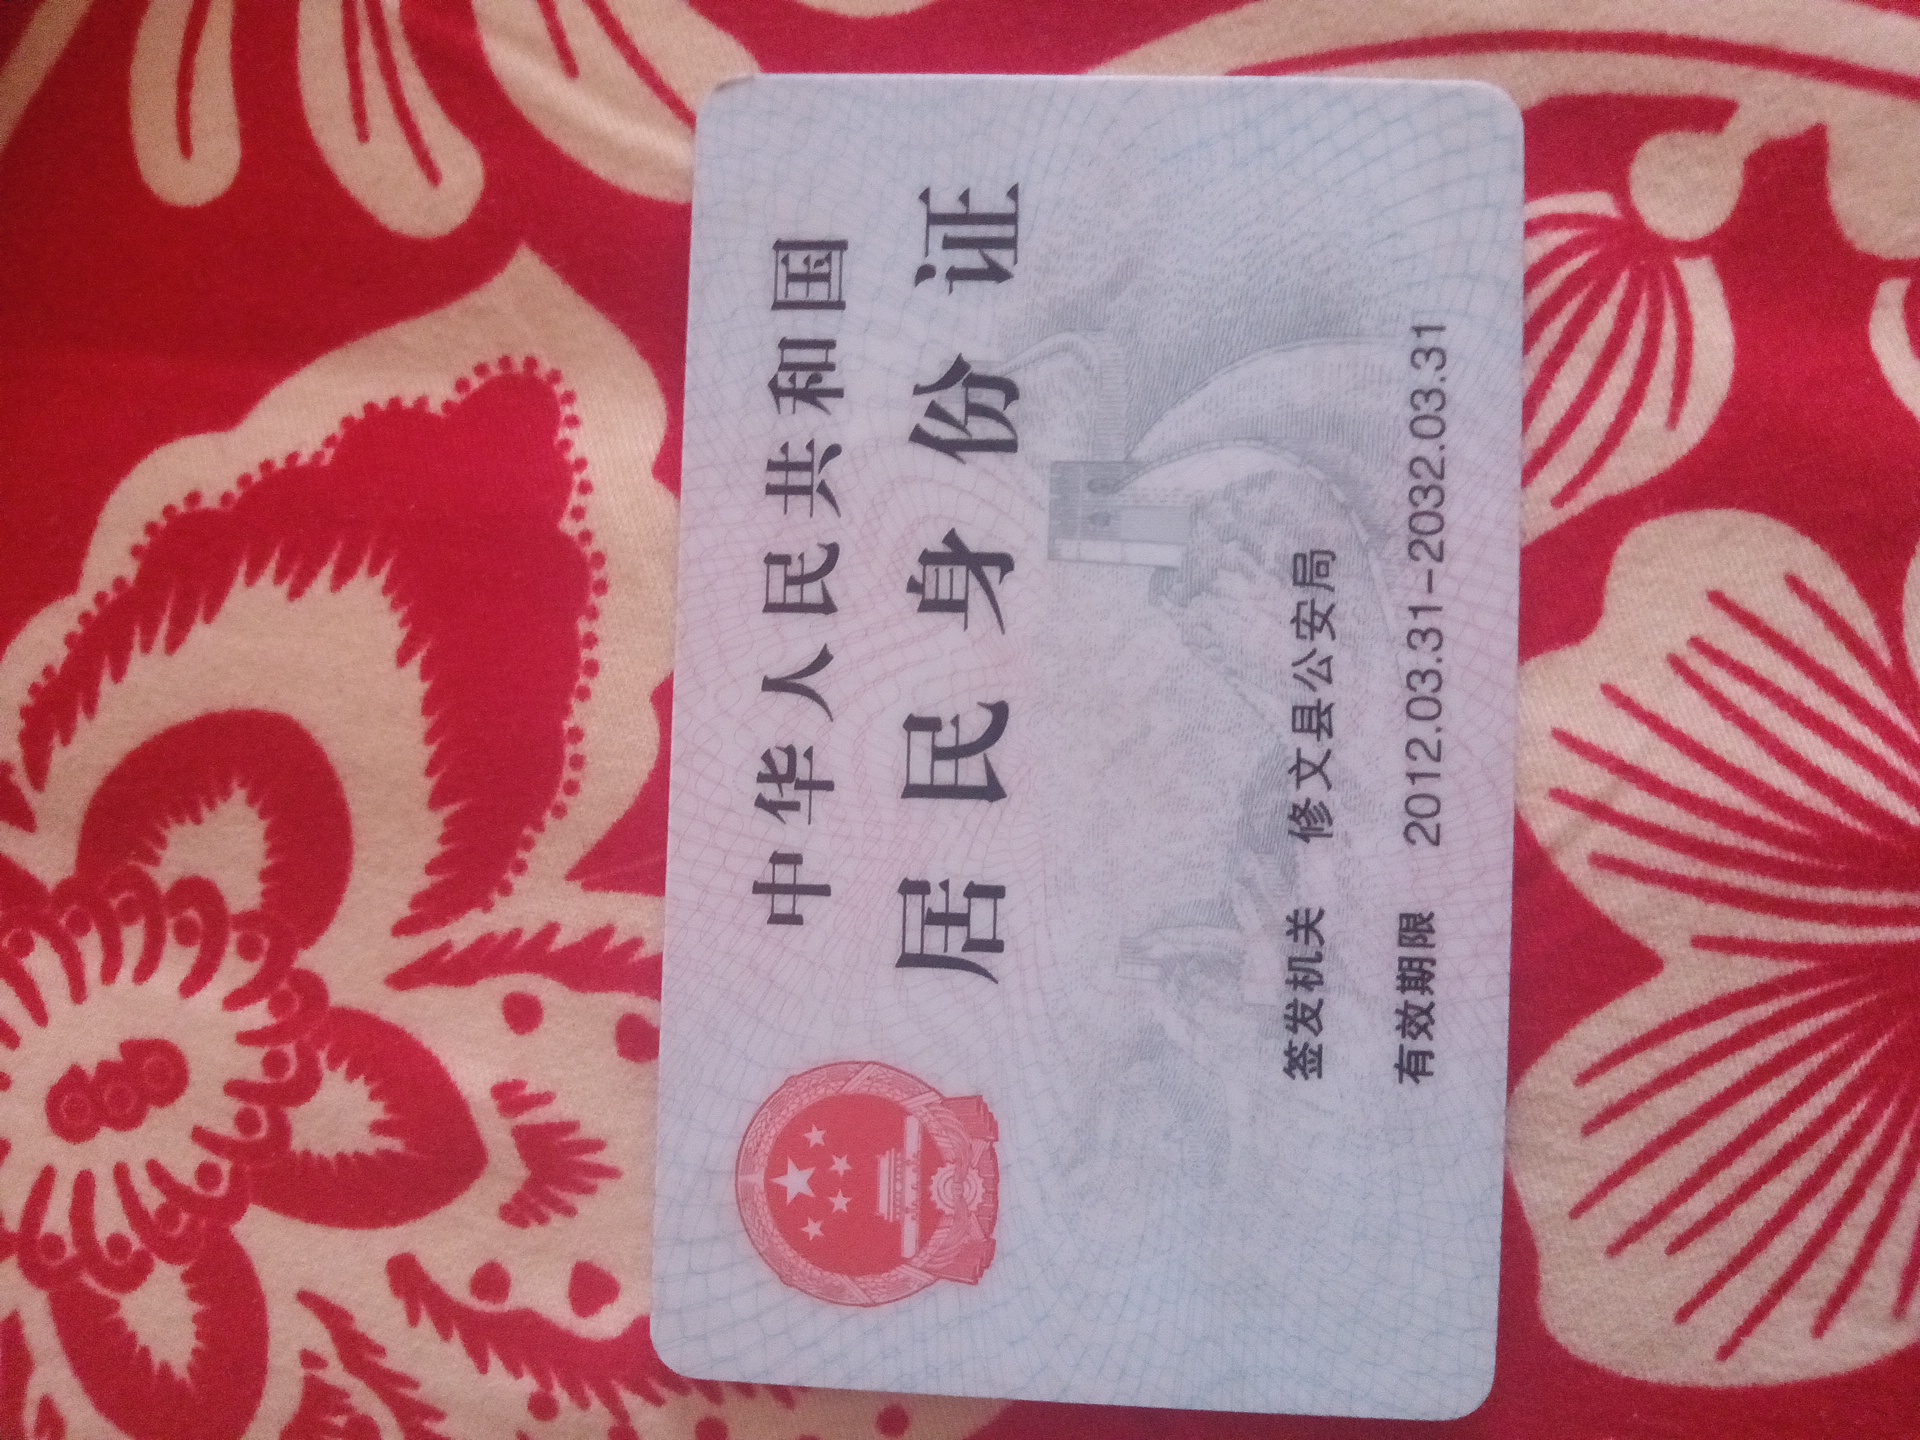 中华人民共和国
居民身份证
签发机关 修文县公安局
有效期限 2012.03.31-2032.03.31